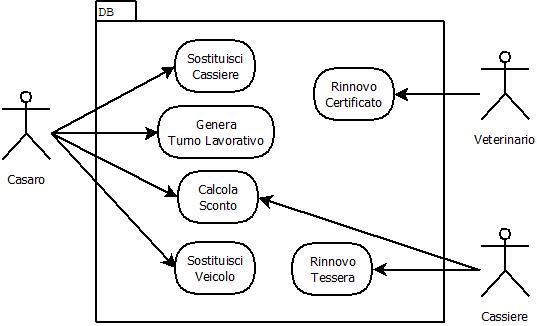 DB
Sostituisci
Cassiere
Rinnovo
Certificato
Veterinario
Genera
Turno Lavorativo
Casaro
Calcola
Sconto
Sostituisci
Veicolo
Rinnovo
Tessera
Cassiere